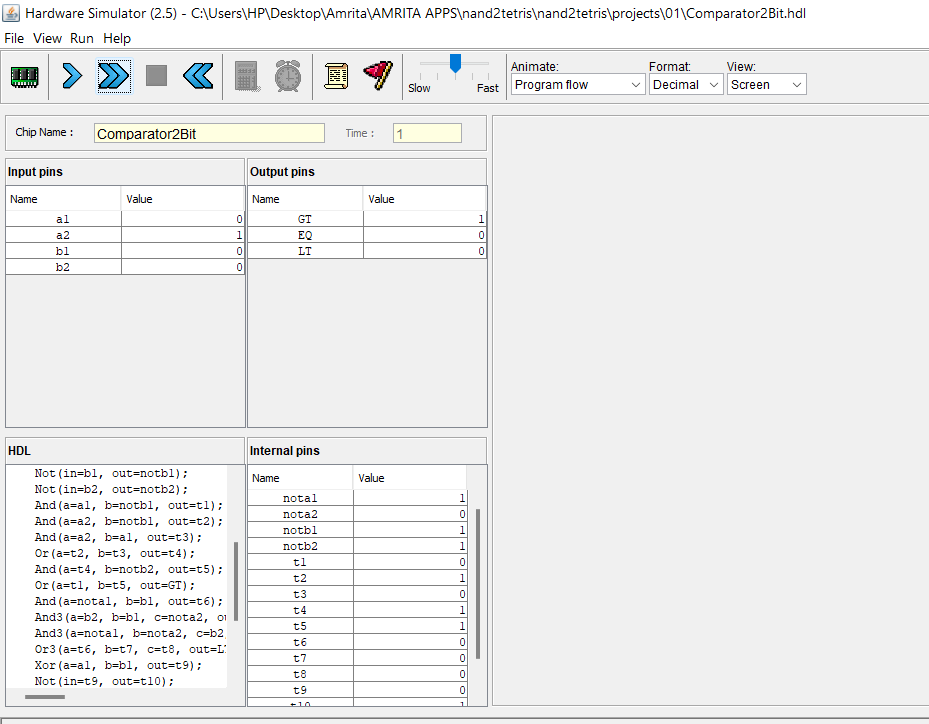 Hardware Simulator (2.5) - C:\Users\HP\Desktop\Amrita\AMRITA APPS\nand2tetris\nand2tetris\projects\01\Comparator2Bit.hdl
File View Run Help
Slow Fast
Animate: Format: View:
Program flow Decimal Screen
Chip Name : Comparator2Bit Time : 1
Input pins
Name Value
a1 0
a2 1
b1 0
b2 0
Output pins
Name Value
GT 1
EQ 0
LT 0
HDL
Not(in=b1, out=notb1);
Not(in=b2, out=notb2);
And(a=a1, b=notb1, out=t1);
And(a=a2, b=notb1, out=t2);
And(a=a2, b=a1, out=t3);
Or(a=t2, b=t3, out=t4);
And(a=t4, b=notb2, out=t5);
Or(a=t1, b=t5, out=GT);
And(a=nota1, b=b1, out=t6);
And3(a=b2, b=b1, c=nota2, o
And3(a=nota1, b=nota2, c=b2
Or3(a=t6, b=t7, c=t8, out=L
Xor(a=a1, b=b1, out=t9);
Not(in=t9, out=t10);
Internal pins
Name Value
nota1 1
nota2 0
notb1 1
notb2 1
t1 0
t2 1
t3 0
t4 1
t5 1
t6 0
t7 0
t8 0
t9 0
t10 1